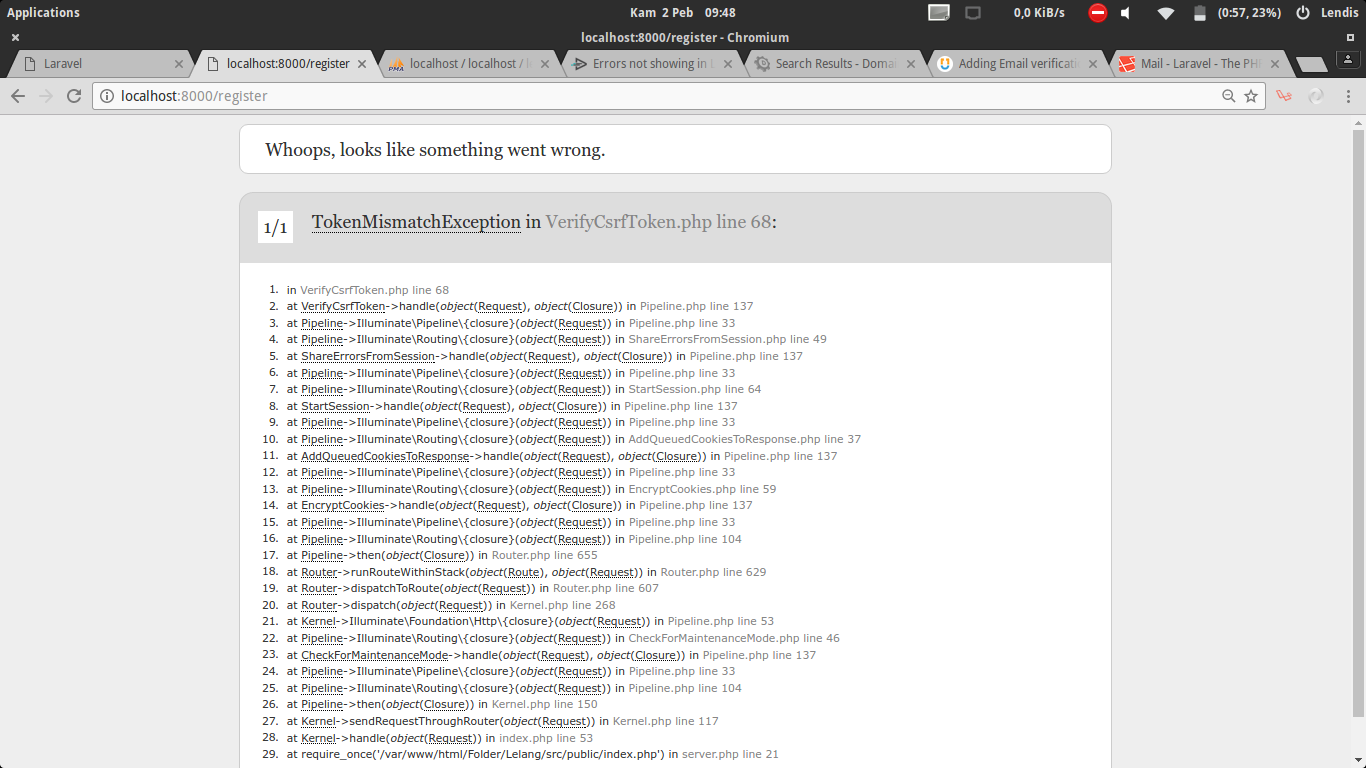 Applications
Kam 2 Peb 09:48
0,0 KiB/s
(0:57, 23%)
Lendis
localhost:8000/register - Chromium
Laravel
localhost:8000/register
localhost / localhost / l
Errors not showing in L
Search Results - Domai
Adding Email verificati
Mail - Laravel - The PH
localhost:8000/register
Whoops, looks like something went wrong.
1/1
TokenMismatchException in VerifyCsrfToken.php line 68:
1. in VerifyCsrfToken.php line 68
2. at VerifyCsrfToken->handle(object(Request), object(Closure)) in Pipeline.php line 137
3. at Pipeline->Illuminate\Pipeline\{closure}(object(Request)) in Pipeline.php line 33
4. at Pipeline->Illuminate\Routing\{closure}(object(Request)) in ShareErrorsFromSession.php line 49
5. at ShareErrorsFromSession->handle(object(Request), object(Closure)) in Pipeline.php line 137
6. at Pipeline->Illuminate\Pipeline\{closure}(object(Request)) in Pipeline.php line 33
7. at Pipeline->Illuminate\Routing\{closure}(object(Request)) in StartSession.php line 64
8. at StartSession->handle(object(Request), object(Closure)) in Pipeline.php line 137
9. at Pipeline->Illuminate\Pipeline\{closure}(object(Request)) in Pipeline.php line 33
10. at Pipeline->Illuminate\Routing\{closure}(object(Request)) in AddQueuedCookiesToResponse.php line 37
11. at AddQueuedCookiesToResponse->handle(object(Request), object(Closure)) in Pipeline.php line 137
12. at Pipeline->Illuminate\Pipeline\{closure}(object(Request)) in Pipeline.php line 33
13. at Pipeline->Illuminate\Routing\{closure}(object(Request)) in EncryptCookies.php line 59
14. at EncryptCookies->handle(object(Request), object(Closure)) in Pipeline.php line 137
15. at Pipeline->Illuminate\Pipeline\{closure}(object(Request)) in Pipeline.php line 33
16. at Pipeline->Illuminate\Routing\{closure}(object(Request)) in Pipeline.php line 104
17. at Pipeline->then(object(Closure)) in Router.php line 655
18. at Router->runRouteWithinStack(object(Route), object(Request)) in Router.php line 629
19. at Router->dispatchToRoute(object(Request)) in Router.php line 607
20. at Router->dispatch(object(Request)) in Kernel.php line 268
21. at Kernel->Illuminate\Foundation\Http\{closure}(object(Request)) in Pipeline.php line 53
22. at Pipeline->Illuminate\Routing\{closure}(object(Request)) in CheckForMaintenanceMode.php line 46
23. at CheckForMaintenanceMode->handle(object(Request), object(Closure)) in Pipeline.php line 137
24. at Pipeline->Illuminate\Pipeline\{closure}(object(Request)) in Pipeline.php line 33
25. at Pipeline->Illuminate\Routing\{closure}(object(Request)) in Pipeline.php line 104
26. at Pipeline->then(object(Closure)) in Kernel.php line 150
27. at Kernel->sendRequestThroughRouter(object(Request)) in Kernel.php line 117
28. at Kernel->handle(object(Request)) in index.php line 53
29. at require_once('/var/www/html/Folder/Lelang/src/public/index.php') in server.php line 21